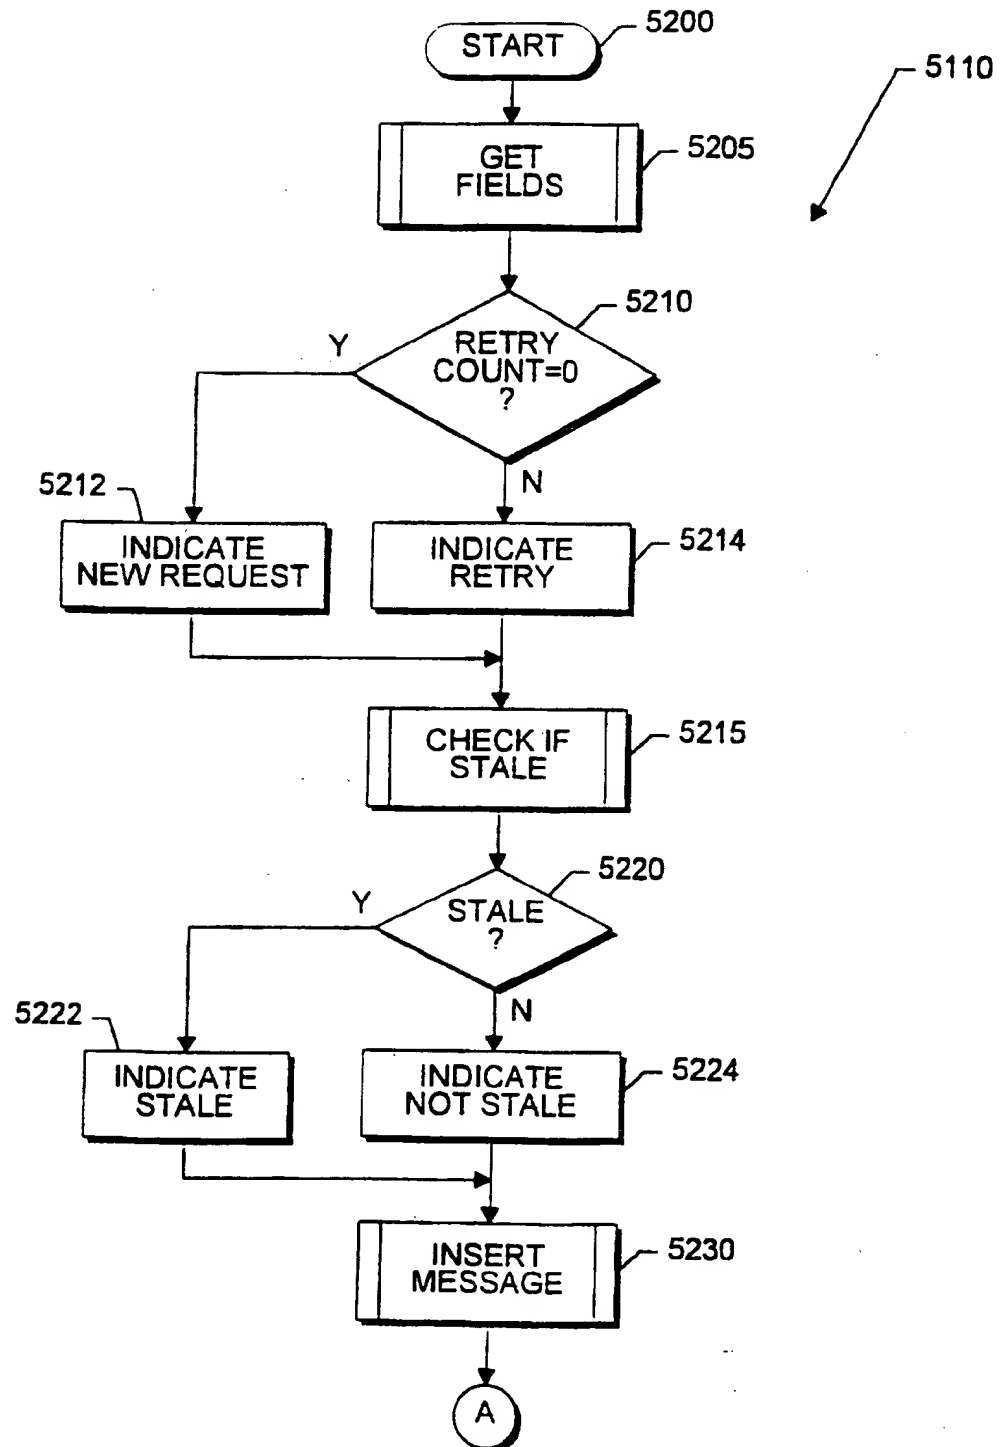 START
5200
5110
GET
FIELDS
5205
5210
RETRY
COUNT=0
?
Y
N
5212
INDICATE
NEW REQUEST
INDICATE
RETRY
5214
CHECK IF
STALE
5215
5220
STALE
?
Y
N
5222
INDICATE
STALE
INDICATE
NOT STALE
5224
INSERT
MESSAGE
5230
A